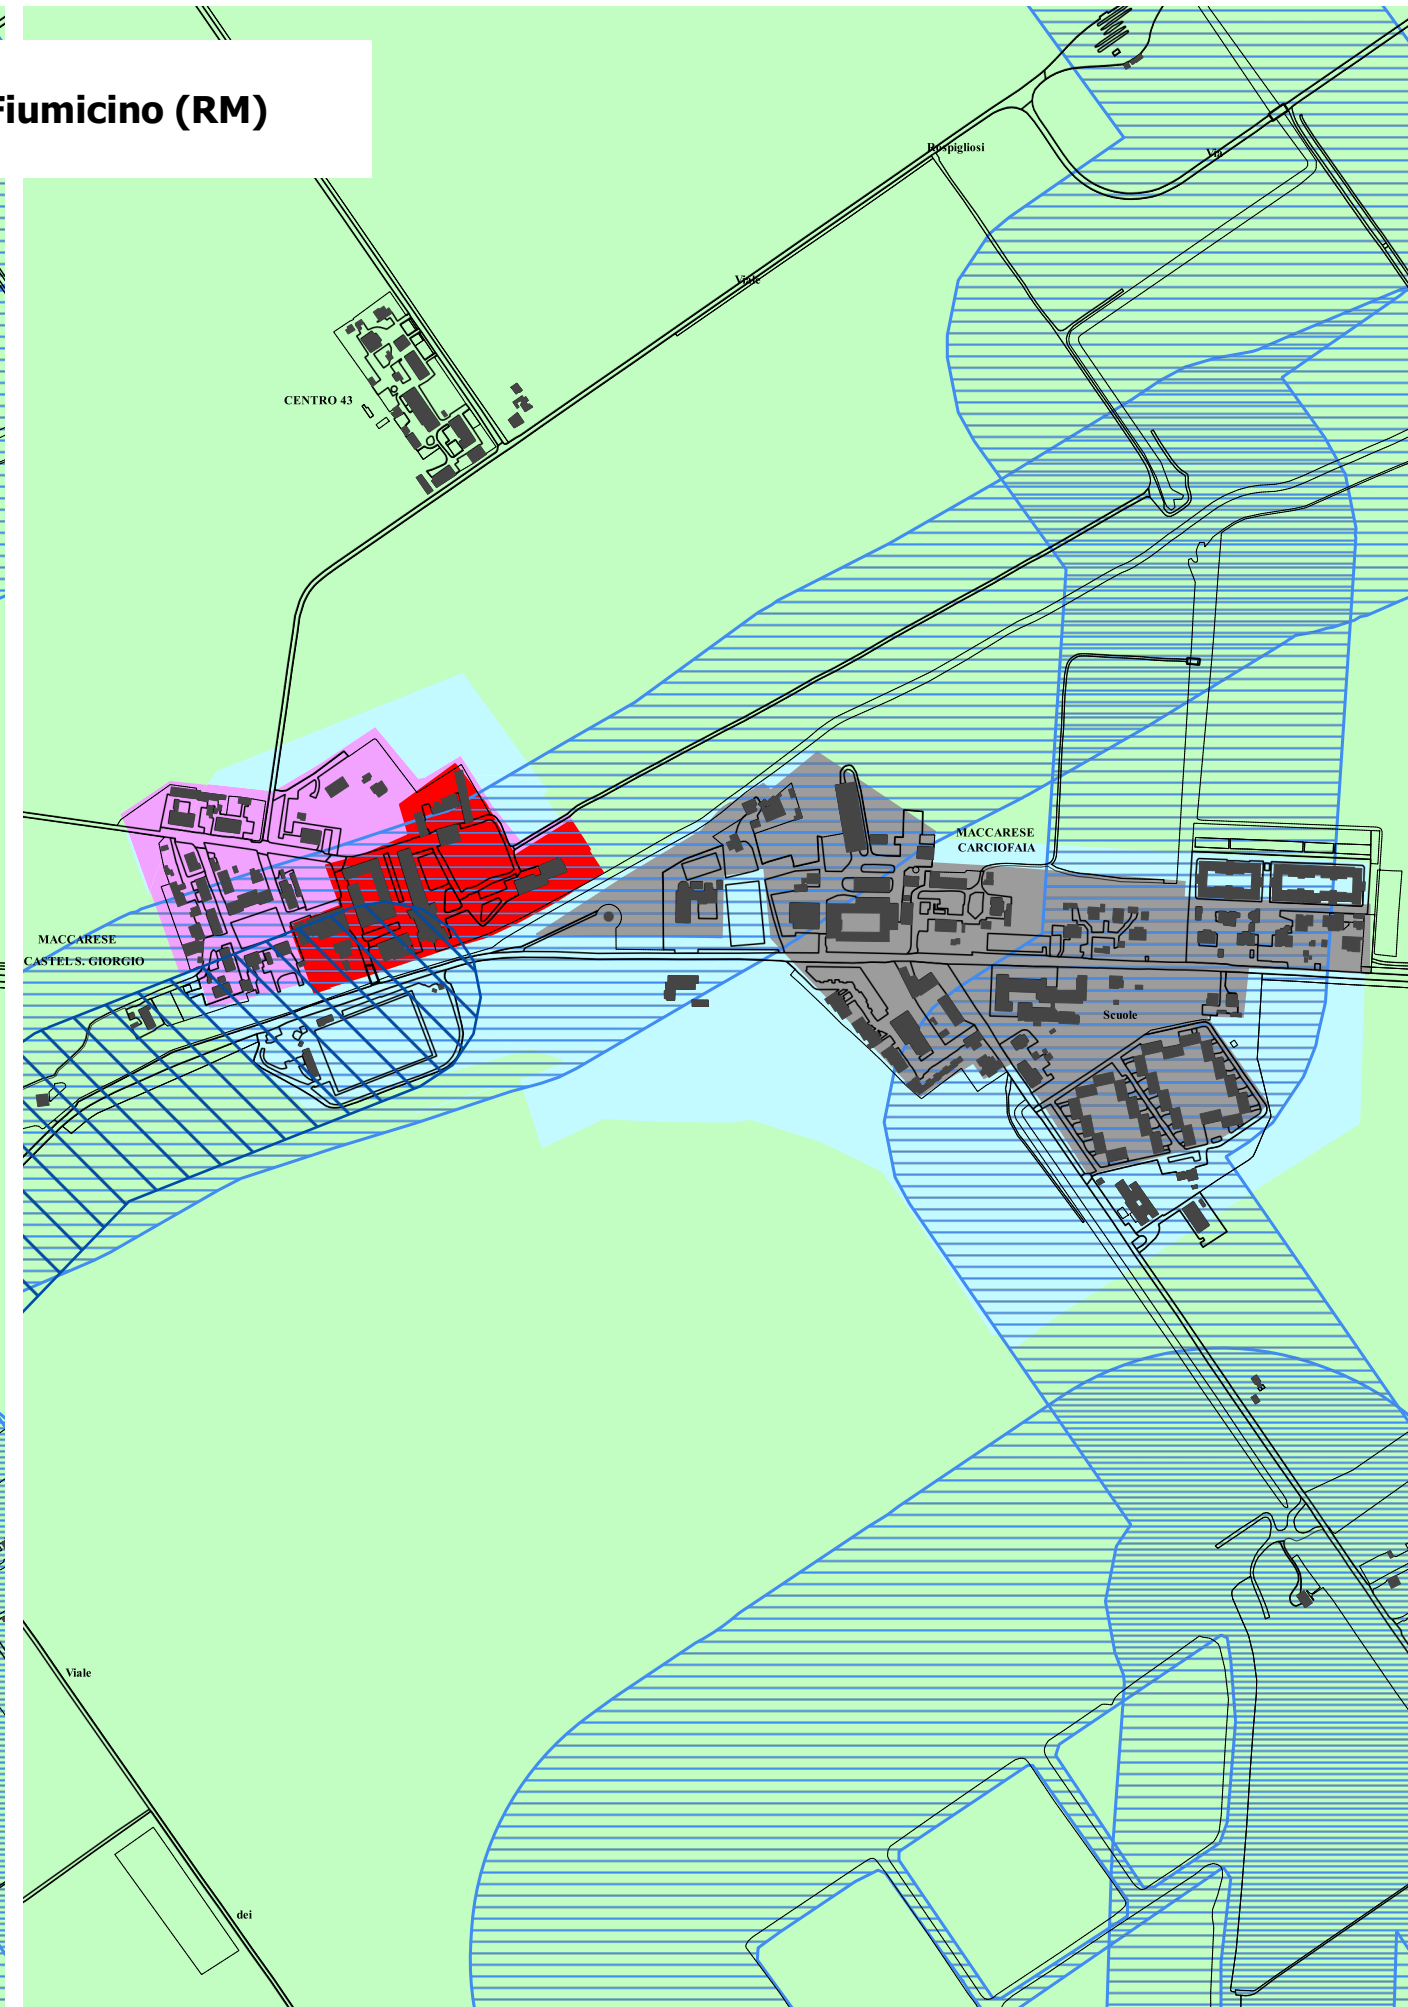 Fiumicino (RM)
Rospigliosi
Via
Viale
CENTRO 43
MACCARESE
CARCIOFAIA
MACCARESE
CASTEL S. GIORGIO
Scuole
Viale
dei